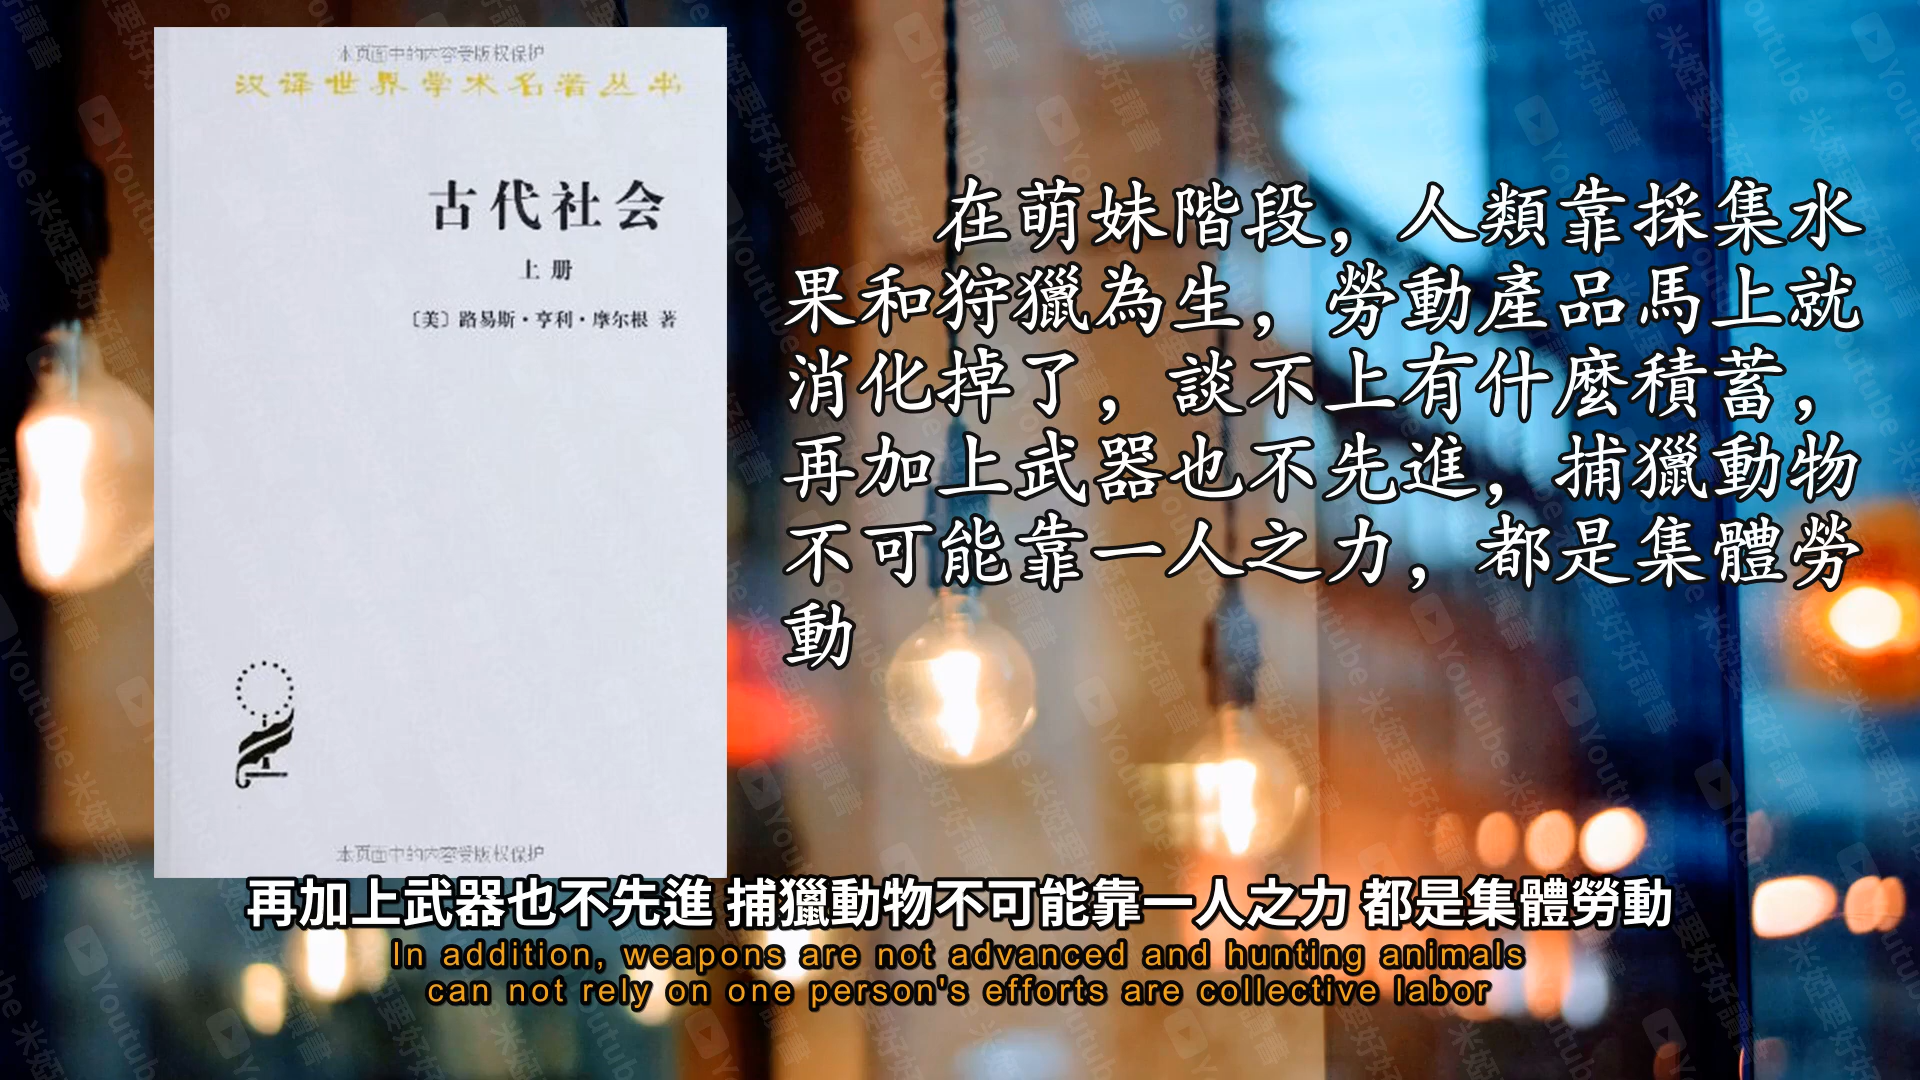 本页面中的内容受版权保护
汉译世界学术名著丛书
古代社会
上册
〔美〕路易斯·亨利·摩尔根 著
本页面中的内容受版权保护
在萌妹階段，人類靠採集水
果和狩獵為生，勞動產品馬上就
消化掉了，談不上有什麼積蓄，
再加上武器也不先進，捕獵動物
不可能靠一人之力，都是集體勞
動
再加上武器也不先進 捕獵動物不可能靠一人之力 都是集體勞動
In addition, weapons are not advanced and hunting animals
can not rely on one person's efforts are collective labor
Youtube 米婭要好好讀書